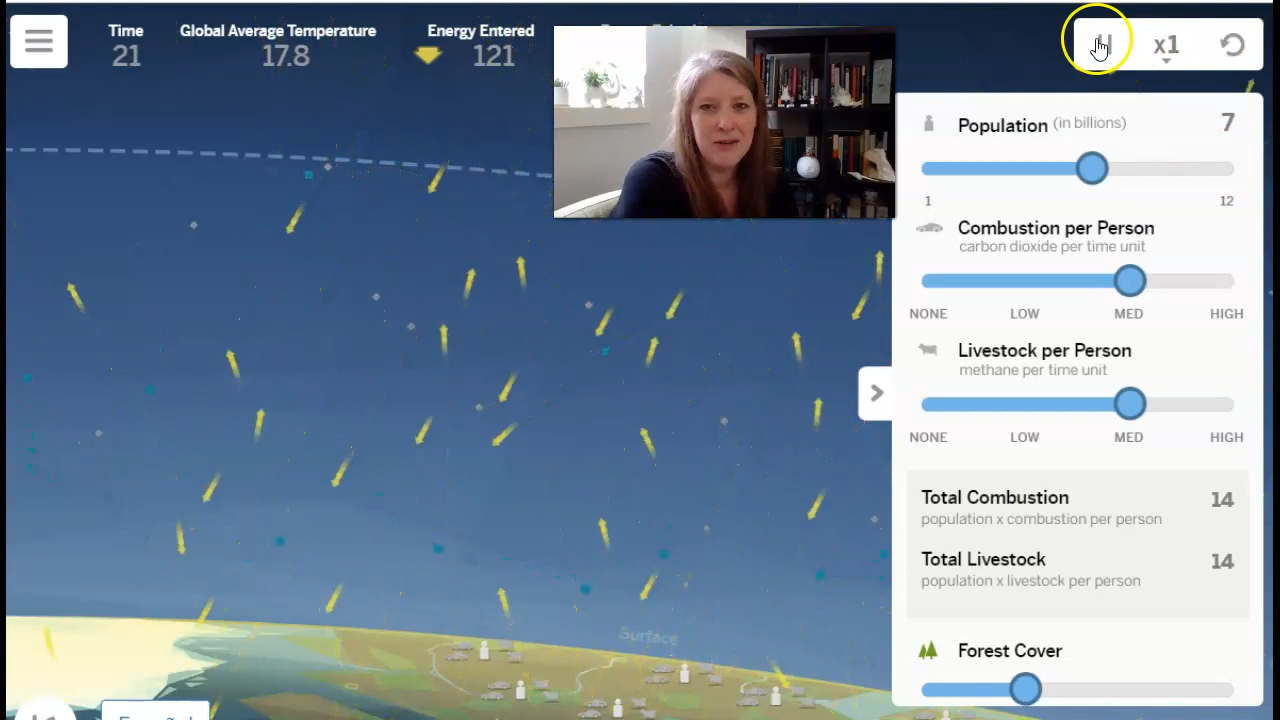 Time
21
Global Average Temperature
17.8
Energy Entered
121
x1
Population (in billions)
7
1
12
Combustion per Person
carbon dioxide per time unit
NONE LOW MED HIGH
Livestock per Person
methane per time unit
NONE LOW MED HIGH
Total Combustion
14
population x combustion per person
Total Livestock
14
population x livestock per person
Forest Cover
Surface
Español